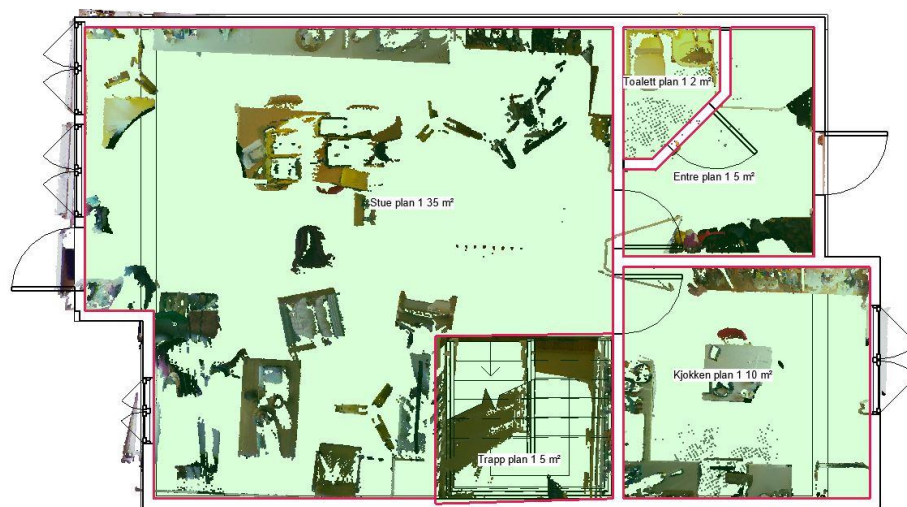 Toalett plan 1 2 m²
Entre plan 1 5 m²
Stue plan 1 35 m²
Kjokken plan 1 10 m²
Trapp plan 1 5 m²